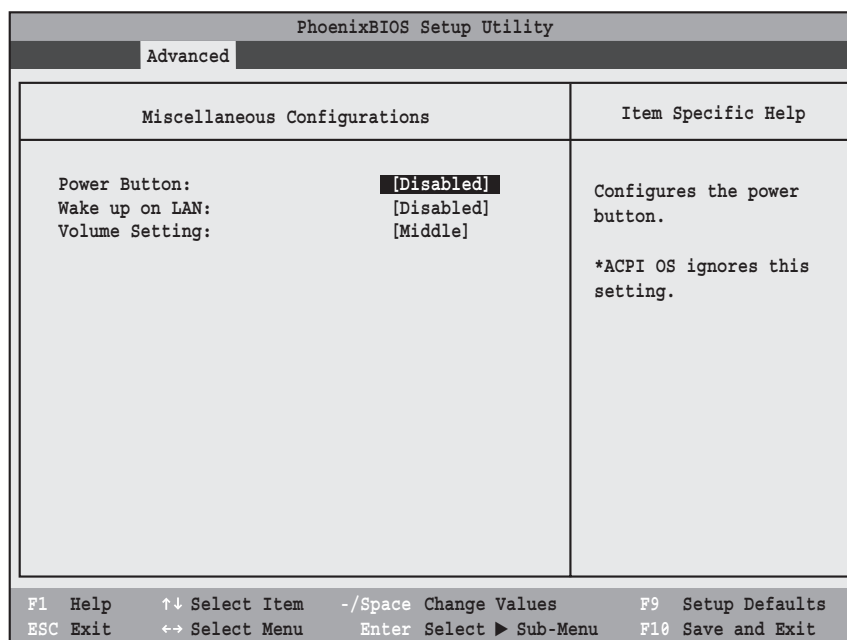 PhoenixBIOS Setup Utility
Advanced
Miscellaneous Configurations
Item Specific Help
Power Button: [Disabled]
Wake up on LAN: [Disabled]
Volume Setting: [Middle]
Configures the power
button.
*ACPI OS ignores this
setting.
F1 Help ↑↓ Select Item -/Space Change Values F9 Setup Defaults
ESC Exit ←→ Select Menu Enter Select ▶ Sub-Menu F10 Save and Exit